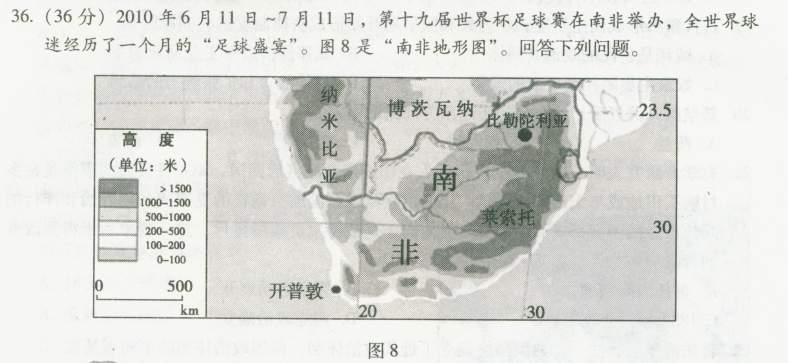 36.(36分) 2010年6月11日~7月11日，第十九届世界杯足球赛在南非举办，全世界球
迷经历了一个月的“足球盛宴”。图8是“南非地形图”。回答下列问题。
纳米比亚
博茨瓦纳
比勒陀利亚
23.5
高 度
(单位：米)
>1500
1000-1500
500-1000
200-500
100-200
0-100
南
莱索托
30
非
开普敦
0 500
km
20
30
图8